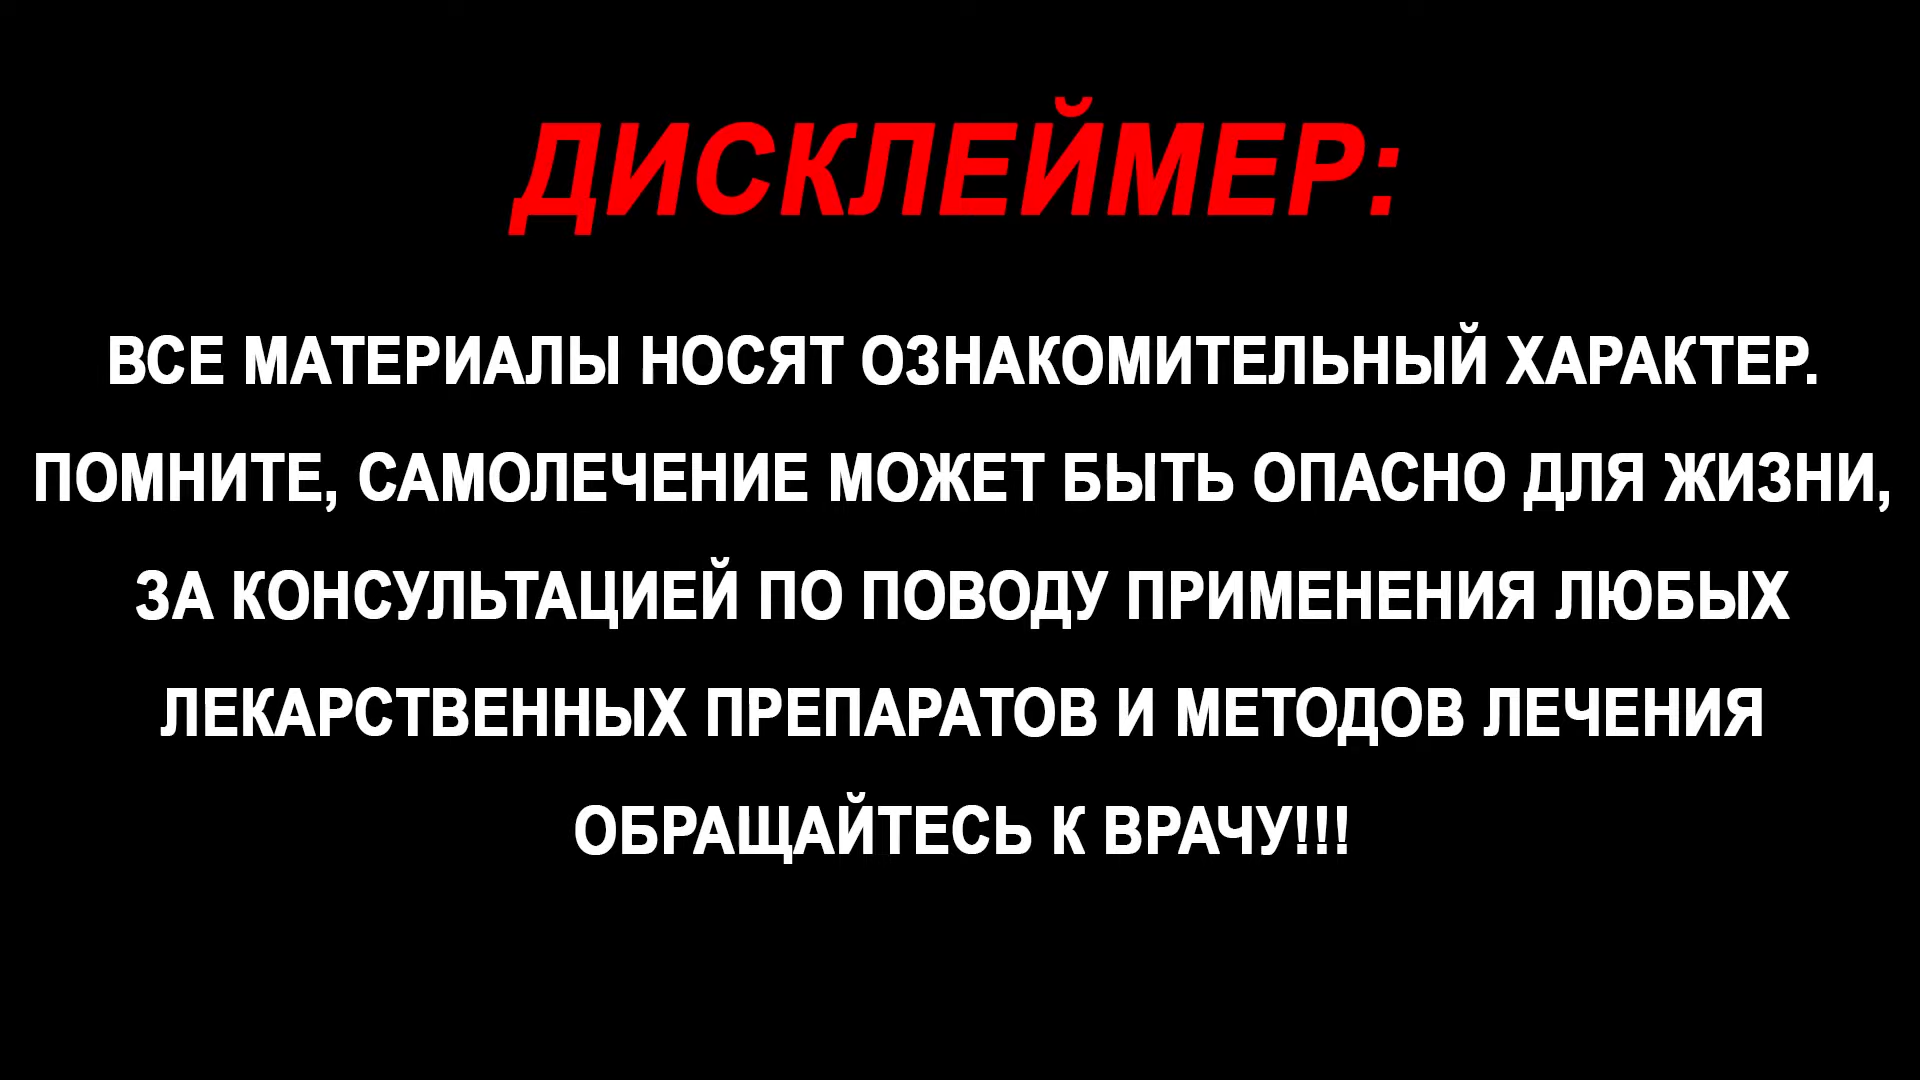 ДИСКЛЕЙМЕР:
ВСЕ МАТЕРИАЛЫ НОСЯТ ОЗНАКОМИТЕЛЬНЫЙ ХАРАКТЕР.
ПОМНИТЕ, САМОЛЕЧЕНИЕ МОЖЕТ БЫТЬ ОПАСНО ДЛЯ ЖИЗНИ,
ЗА КОНСУЛЬТАЦИЕЙ ПО ПОВОДУ ПРИМЕНЕНИЯ ЛЮБЫХ
ЛЕКАРСТВЕННЫХ ПРЕПАРАТОВ И МЕТОДОВ ЛЕЧЕНИЯ
ОБРАЩАЙТЕСЬ К ВРАЧУ!!!